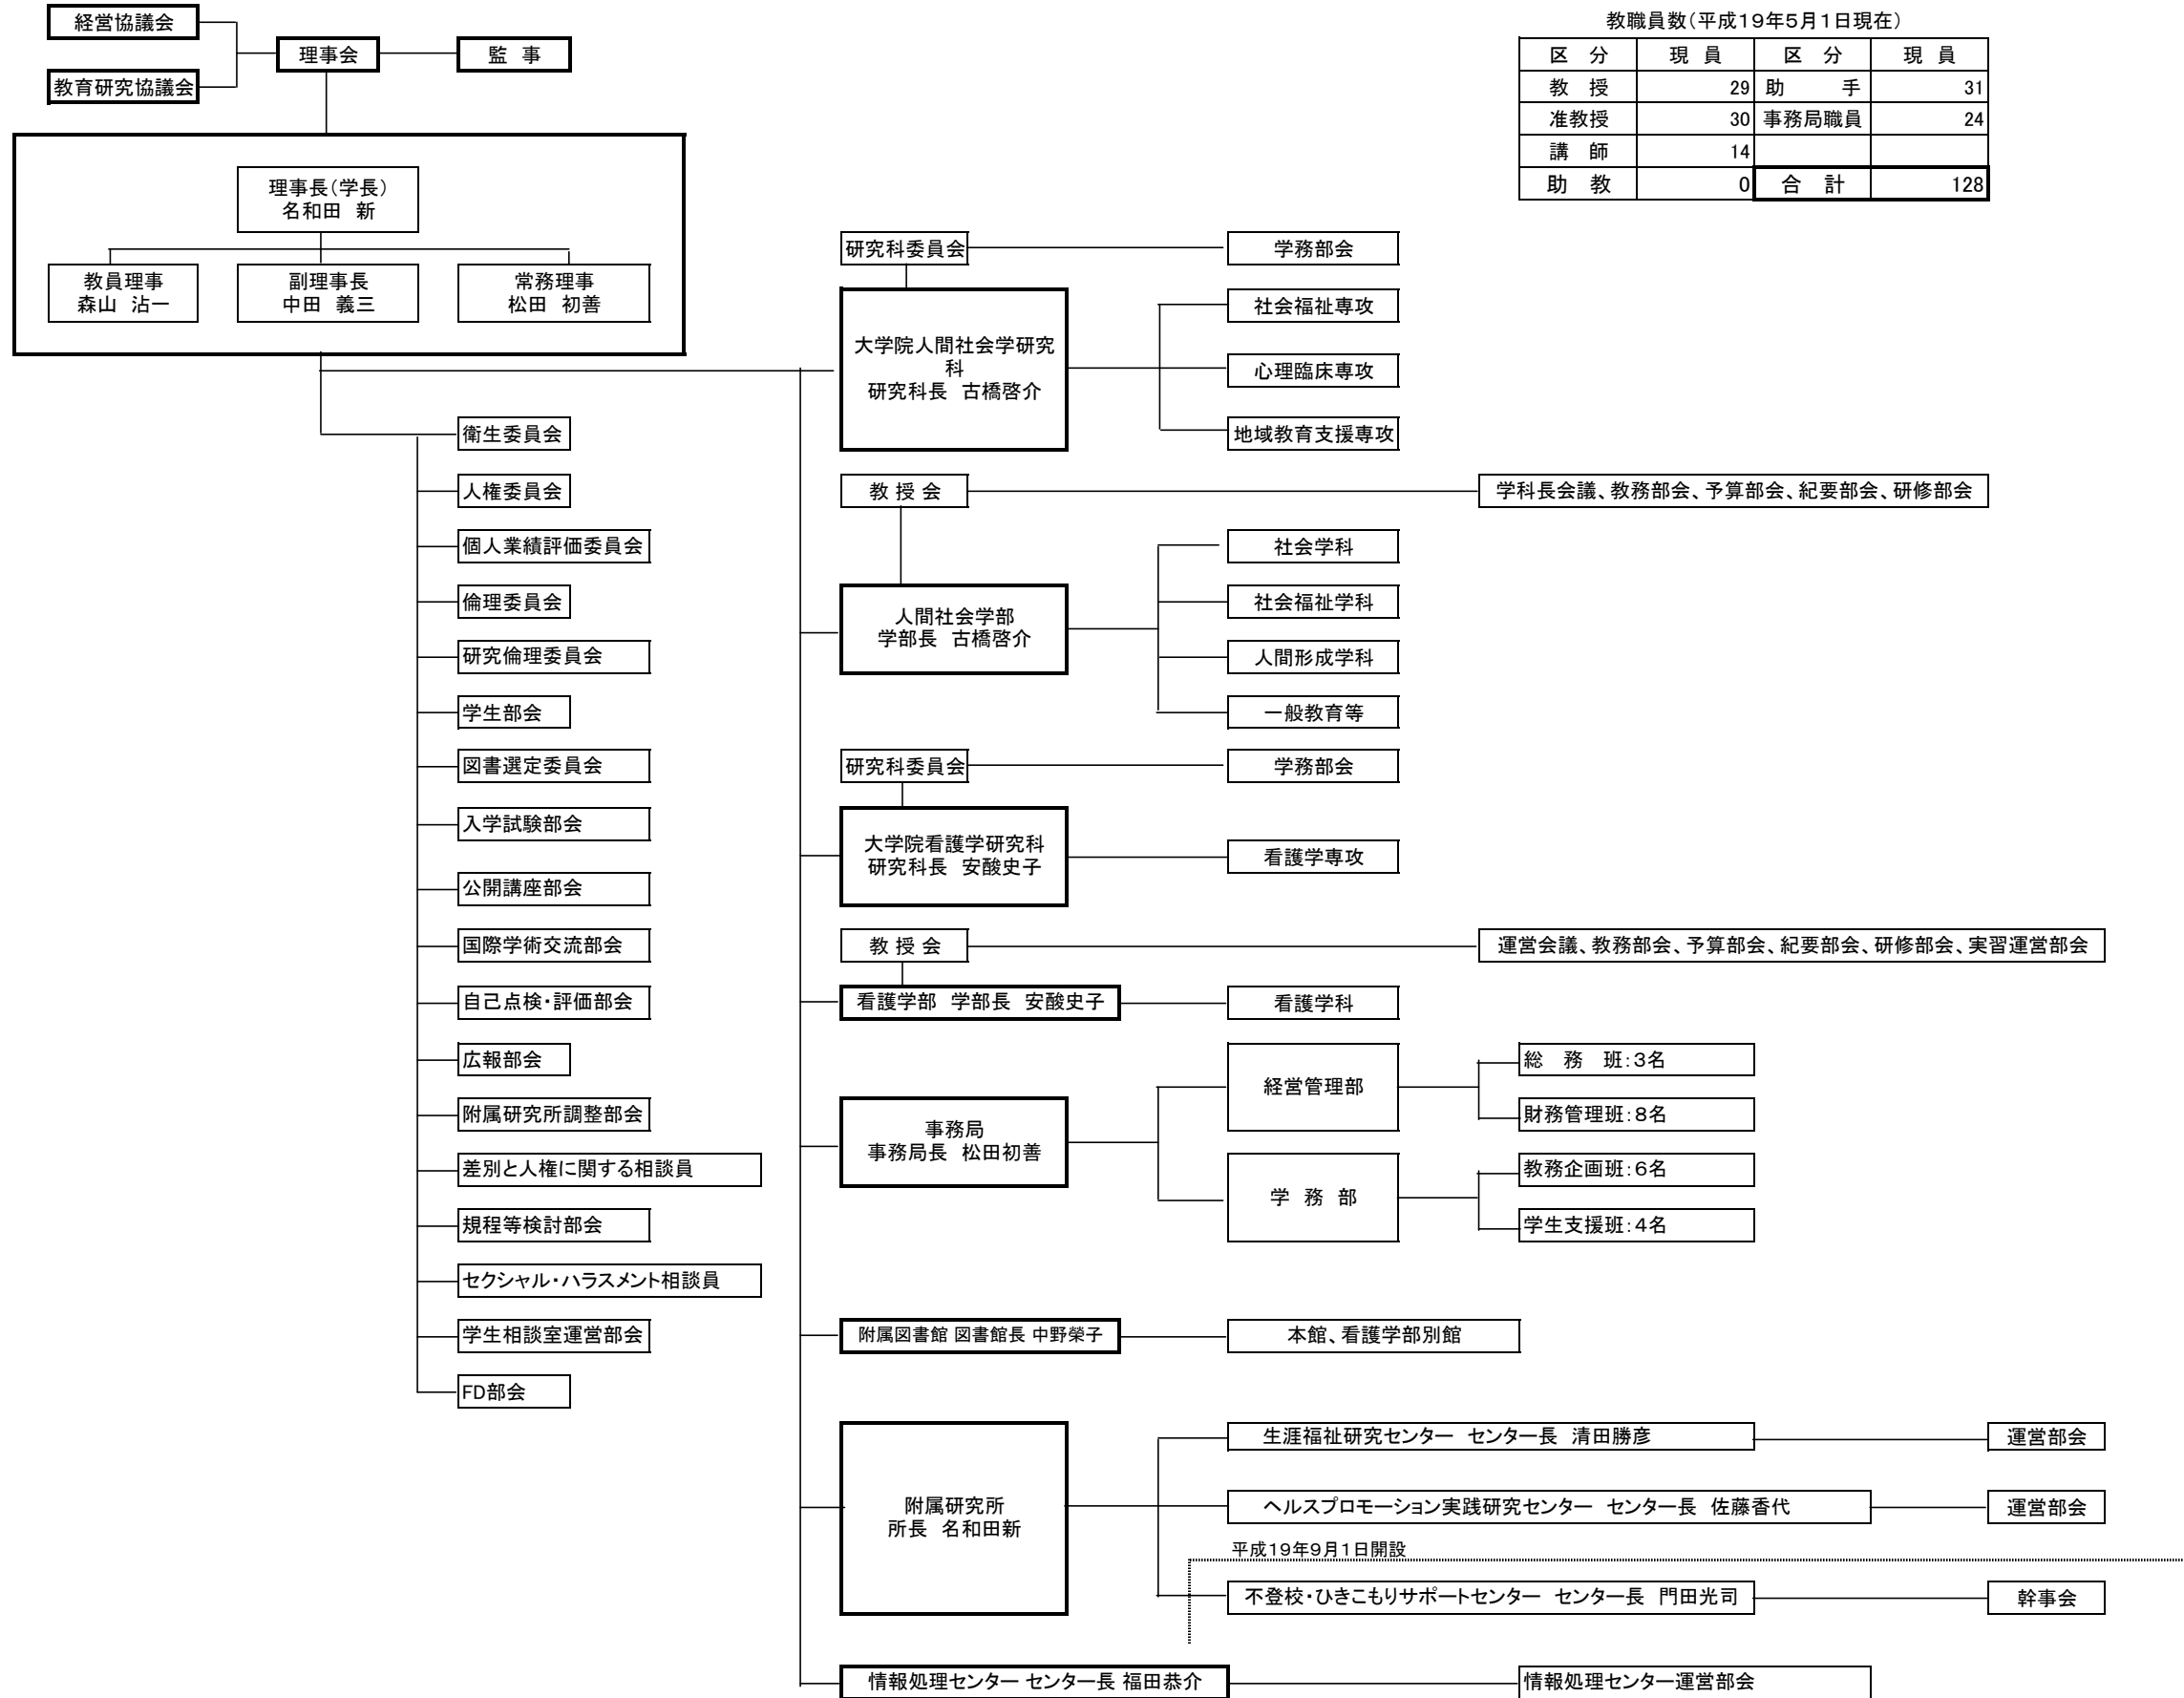 経営協議会
理事会
監　事
教育研究協議会
教職員数（平成19年5月1日現在）
区　分　現　員　区　分　現　員
教　授　29　助　手　31
准教授　30　事務局職員　24
講　師　14
助　教　0　合　計　128
理事長（学長）
名和田　新
教員理事
森山　沾一
副理事長
中田　義三
常務理事
松田　初善
衛生委員会
人権委員会
個人業績評価委員会
倫理委員会
研究倫理委員会
学生部会
図書選定委員会
入学試験部会
公開講座部会
国際学術交流部会
自己点検・評価部会
広報部会
附属研究所調整部会
差別と人権に関する相談員
規程等検討部会
セクシャル・ハラスメント相談員
学生相談室運営部会
FD部会
研究科委員会
学務部会
大学院人間社会学研究
科
研究科長　古橋啓介
社会福祉専攻
心理臨床専攻
地域教育支援専攻
教 授 会
学科長会議、教務部会、予算部会、紀要部会、研修部会
人間社会学部
学部長　古橋啓介
社会学科
社会福祉学科
人間形成学科
一般教育等
研究科委員会
学務部会
大学院看護学研究科
研究科長　安酸史子
看護学専攻
教 授 会
運営会議、教務部会、予算部会、紀要部会、研修部会、実習運営部会
看護学部　学部長　安酸史子
看護学科
事務局
事務局長　松田初善
経営管理部
総　務　班：3名
財務管理班：8名
学　務　部
教務企画班：6名
学生支援班：4名
附属図書館 図書館長 中野榮子
本館、看護学部別館
附属研究所
所長　名和田新
生涯福祉研究センター　センター長　清田勝彦
運営部会
ヘルスプロモーション実践研究センター　センター長　佐藤香代
運営部会
平成19年9月1日開設
不登校・ひきこもりサポートセンター　センター長　門田光司
幹事会
情報処理センター センター長 福田恭介
情報処理センター運営部会